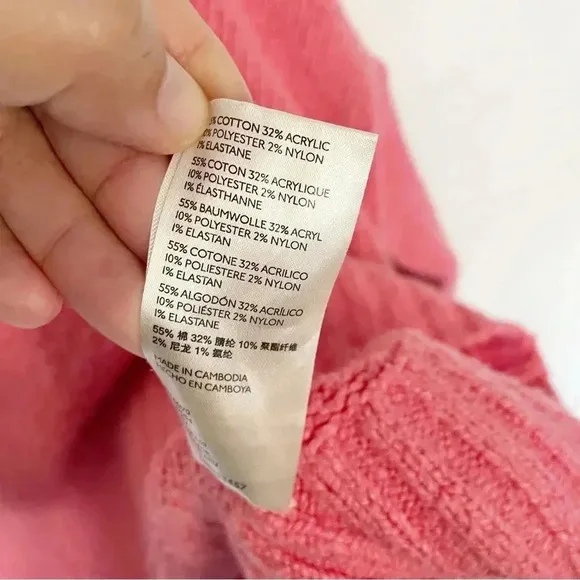 COTTON 32% ACRYLIC
POLYESTER 2% NYLON
1% ELASTANE
55% COTON 32% ACRYLIQUE
10% POLYESTER 2% NYLON
1% ÉLASTHANNE
55% BAUMWOLLE 32% ACRYL
10% POLYESTER 2% NYLON
1% ELASTAN
55% COTONE 32% ACRILICO
10% POLIESTERE 2% NYLON
1% ELASTAN
55% ALGODÓN 32% ACRÍLICO
10% POLIÉSTER 2% NYLON
1% ELASTANE
55% 棉 32% 腈纶 10% 聚酯纤维
2% 尼龙 1% 氨纶
MADE IN CAMBODIA
HECHO EN CAMBOYA